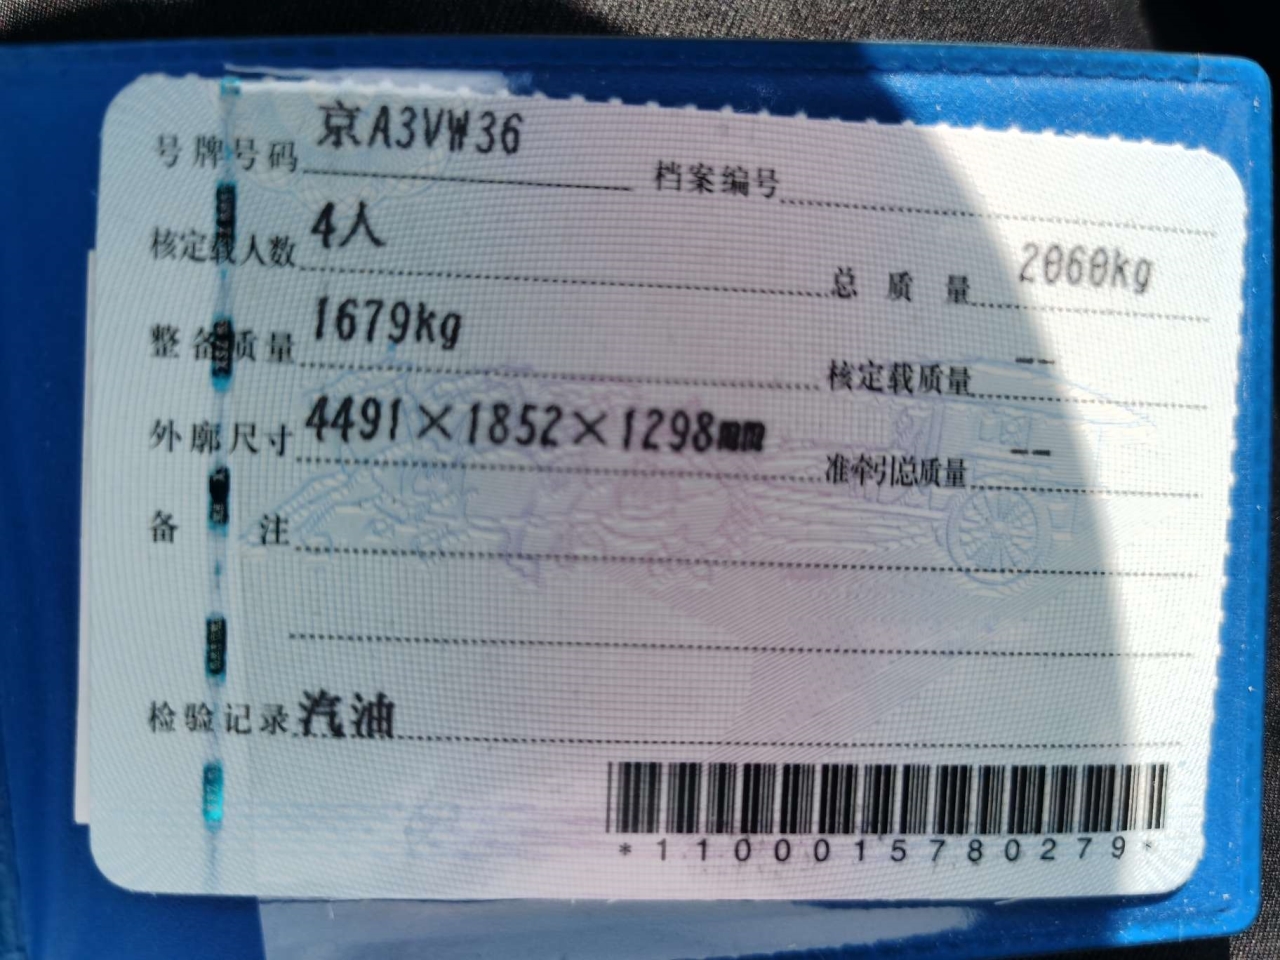 号牌号码 京A3VW36 档案编号
核定载人数 4人 总质量 2060kg
整备质量 1679kg 核定载质量 --
外廓尺寸 4491×1852×1298mm 准牵引总质量 --
备注
检验记录 汽油
*1100015780279*